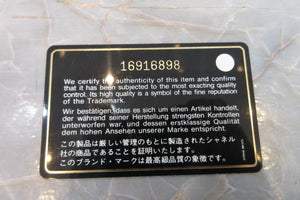 16916898
We certify the authenticity of this item and confirm
that it has been subjected to the most exacting quality
control. Its high quality is a symbol of the fine reputation
of the Trademark.
Wir bestätigen, dass es sich um einen Artikel handelt,
der während seiner Herstellung strengsten Kontrollen
unterworfen war, und dessen erstklassige Qualität
dem hohen Ansehen unserer Marke entspricht.
この製品は厳しい管理のもとに製造されたシャネル
社の商品であることを証明いたします。
このブランド・マークは最高級品質の象徴です。